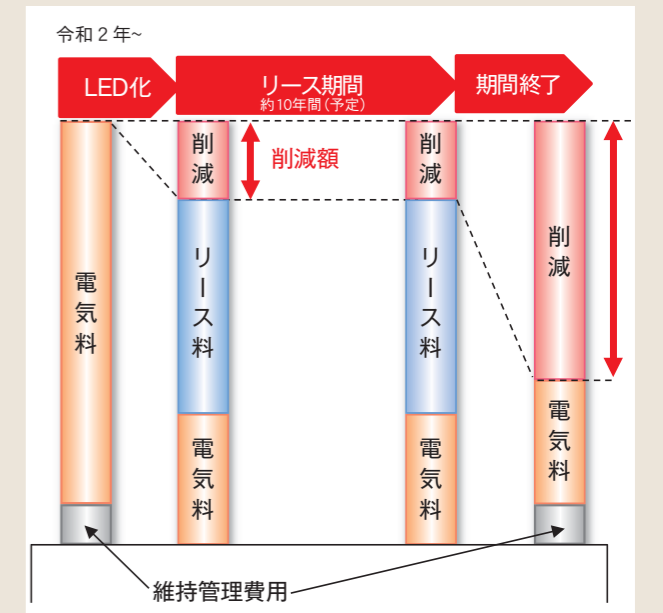 令和2年~
LED化
リース期間
約10年間(予定)
期間終了
削減
削減額
削減
削減
電気料
リース料
リース料
電気料
電気料
電気料
維持管理費用